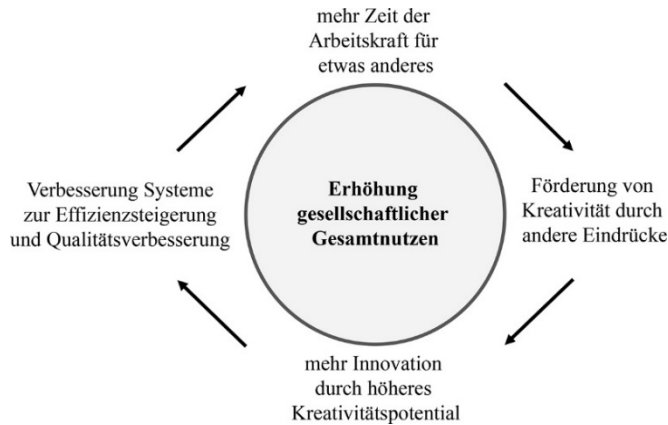 mehr Zeit der
Arbeitskraft für
etwas anderes
Verbesserung Systeme
zur Effizienzsteigerung
und Qualitätsverbesserung
Erhöhung
gesellschaftlicher
Gesamtnutzen
Förderung von
Kreativität durch
andere Eindrücke
mehr Innovation
durch höheres
Kreativitätspotential